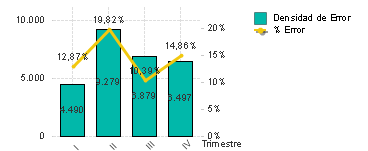 10.000
5.000
0
12,87%
19,82%
10,39%
14,86%
4.490
9.279
6.879
6.497
20%
15%
10%
5%
0%
I
II
III
IV
Trimestre
Densidad de Error
% Error